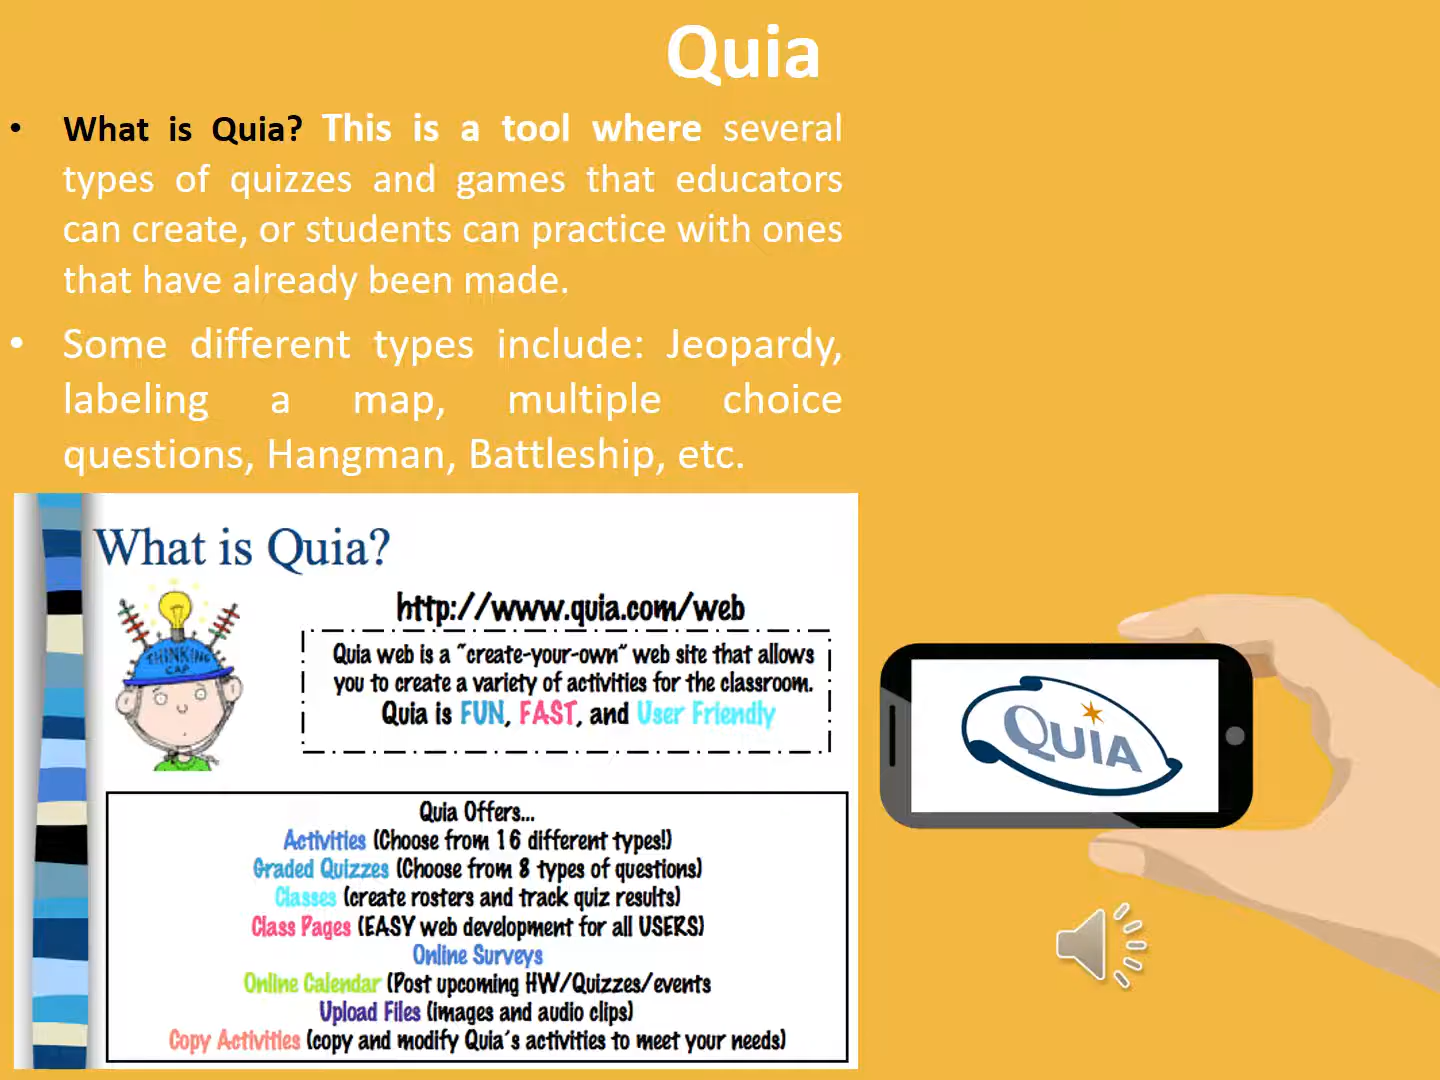 Quia
• What is Quia? This is a tool where several
types of quizzes and games that educators
can create, or students can practice with ones
that have already been made.
• Some different types include: Jeopardy,
labeling a map, multiple choice
questions, Hangman, Battleship, etc.
What is Quia?
THINKING
CAP
http://www.quia.com/web
Quia web is a "create-your-own" web site that allows
you to create a variety of activities for the classroom.
Quia is FUN, FAST, and User Friendly
Quia Offers...
Activities (Choose from 16 different types!)
Graded Quizzes (Choose from 8 types of questions)
Classes (create rosters and track quiz results)
Class Pages (EASY web development for all USERS)
Online Surveys
Online Calendar (Post upcoming HW/Quizzes/events
Upload Files (images and audio clips)
Copy Activities (copy and modify Quia's activities to meet your needs)
QUIA